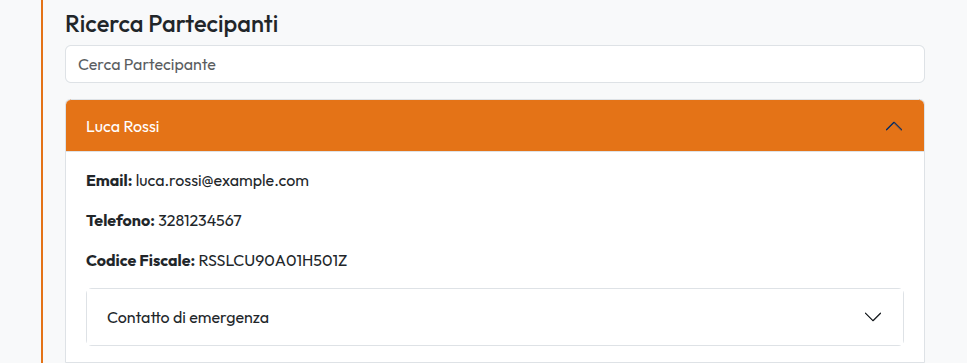 Ricerca Partecipanti
Cerca Partecipante
Luca Rossi
Email: luca.rossi@example.com
Telefono: 3281234567
Codice Fiscale: RSSLCU90A01H501Z
Contatto di emergenza